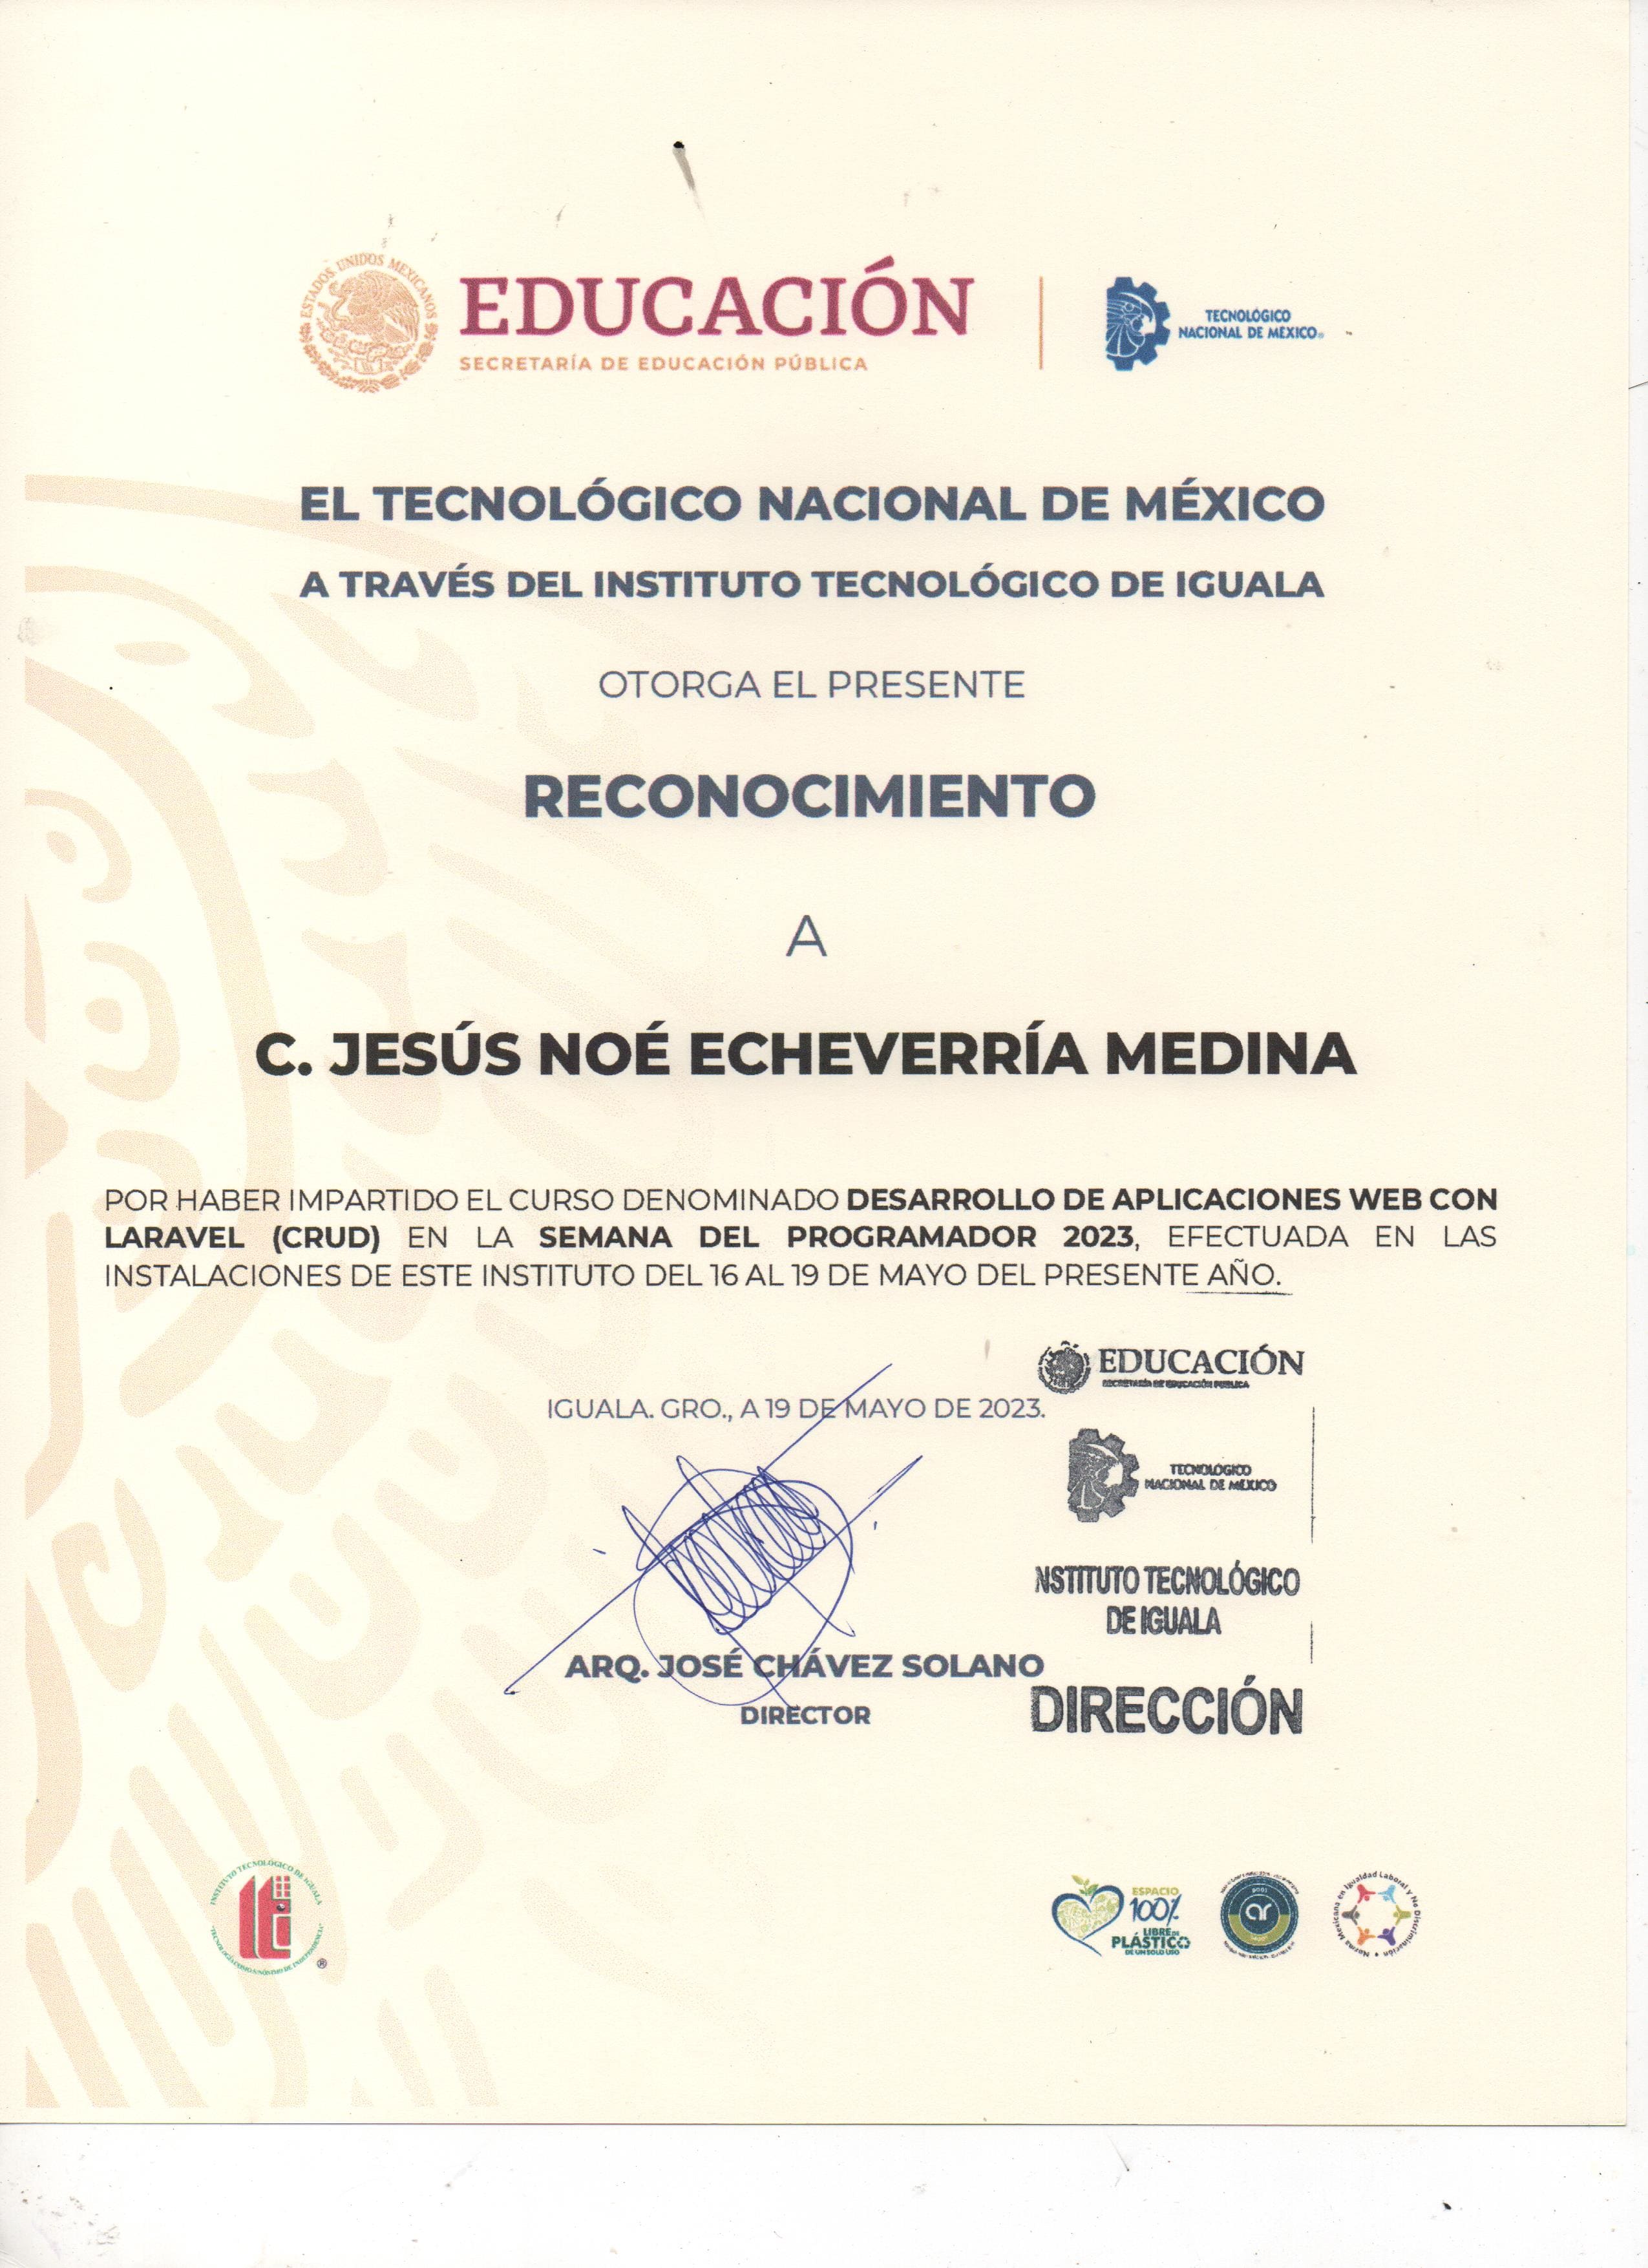 ESTADOS UNIDOS MEXICANOS
EDUCACIÓN
SECRETARÍA DE EDUCACIÓN PÚBLICA
TECNOLÓGICO
NACIONAL DE MÉXICO®
EL TECNOLÓGICO NACIONAL DE MÉXICO
A TRAVÉS DEL INSTITUTO TECNOLÓGICO DE IGUALA
OTORGA EL PRESENTE
RECONOCIMIENTO
A
C. JESÚS NOÉ ECHEVERRÍA MEDINA
POR HABER IMPARTIDO EL CURSO DENOMINADO DESARROLLO DE APLICACIONES WEB CON
LARAVEL (CRUD) EN LA SEMANA DEL PROGRAMADOR 2023, EFECTUADA EN LAS
INSTALACIONES DE ESTE INSTITUTO DEL 16 AL 19 DE MAYO DEL PRESENTE AÑO.
IGUALA. GRO., A 19 DE MAYO DE 2023.
EDUCACIÓN
SECRETARÍA DE EDUCACIÓN PÚBLICA
TECNOLÓGICO
NACIONAL DE MÉXICO
NSTITUTO TECNOLÓGICO
DE IGUALA
DIRECCIÓN
ARQ. JOSÉ CHÁVEZ SOLANO
DIRECTOR
INSTITUTO TECNOLÓGICO DE IGUALA
"TECNOLOGÍA COMO SINÓNIMO DE INDEPENDENCIA"
®
ESPACIO
100%
LIBRE DE
PLÁSTICO
DE UN SOLO USO
Norma Mexicana en Igualdad Laboral y No Discriminación